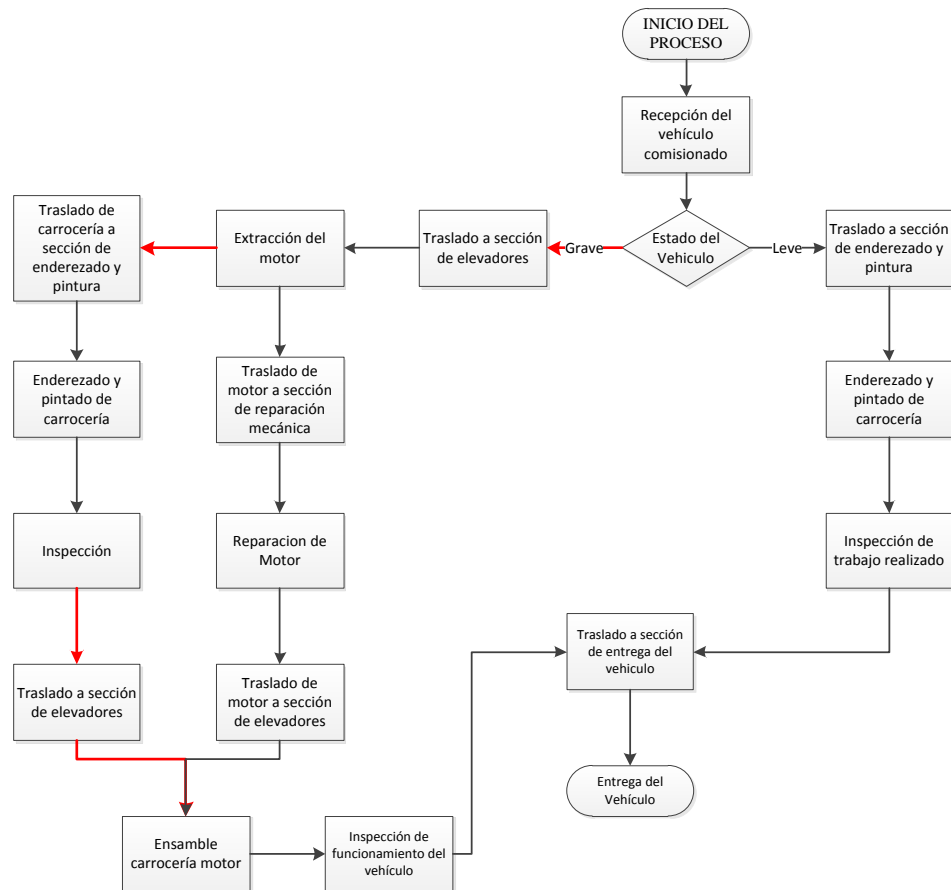 INICIO DEL
PROCESO
Recepción del
vehículo
comisionado
Estado del
Vehiculo
Grave
Leve
Traslado a sección
de elevadores
Extracción del
motor
Traslado de
carrocería a
sección de
enderezado y
pintura
Traslado a sección
de enderezado y
pintura
Enderezado y
pintado de
carrocería
Traslado de
motor a sección
de reparación
mecánica
Enderezado y
pintado de
carrocería
Inspección
Reparacion de
Motor
Inspección de
trabajo realizado
Traslado a sección
de elevadores
Traslado de
motor a sección
de elevadores
Traslado a sección
de entrega del
vehiculo
Entrega del
Vehículo
Ensamble
carrocería motor
Inspección de
funcionamiento del
vehículo